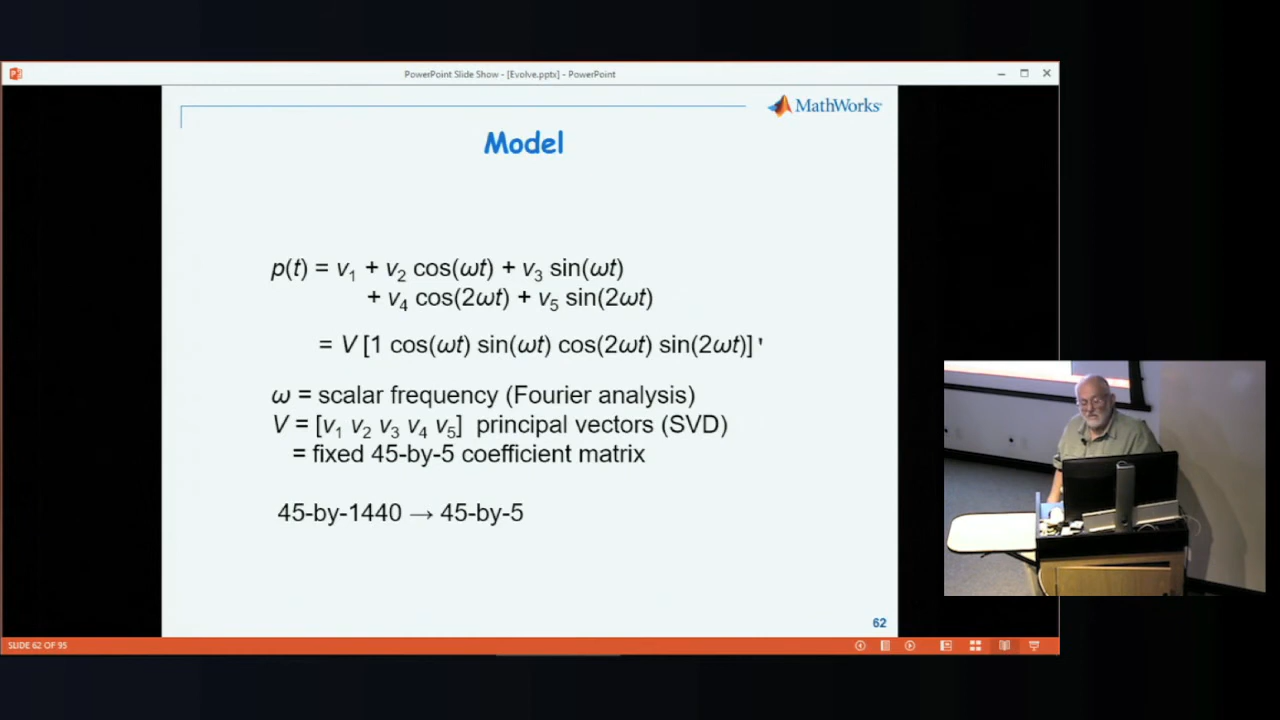 PowerPoint Slide Show - [Evolve.pptx] - PowerPoint
MathWorks
Model
p(t) = v₁ + v₂ cos(ωt) + v₃ sin(ωt)
+ v₄ cos(2ωt) + v₅ sin(2ωt)
= V [1 cos(ωt) sin(ωt) cos(2ωt) sin(2ωt)] '
ω = scalar frequency (Fourier analysis)
V = [v₁ v₂ v₃ v₄ v₅] principal vectors (SVD)
= fixed 45-by-5 coefficient matrix
45-by-1440 → 45-by-5
62
SLIDE 62 OF 95